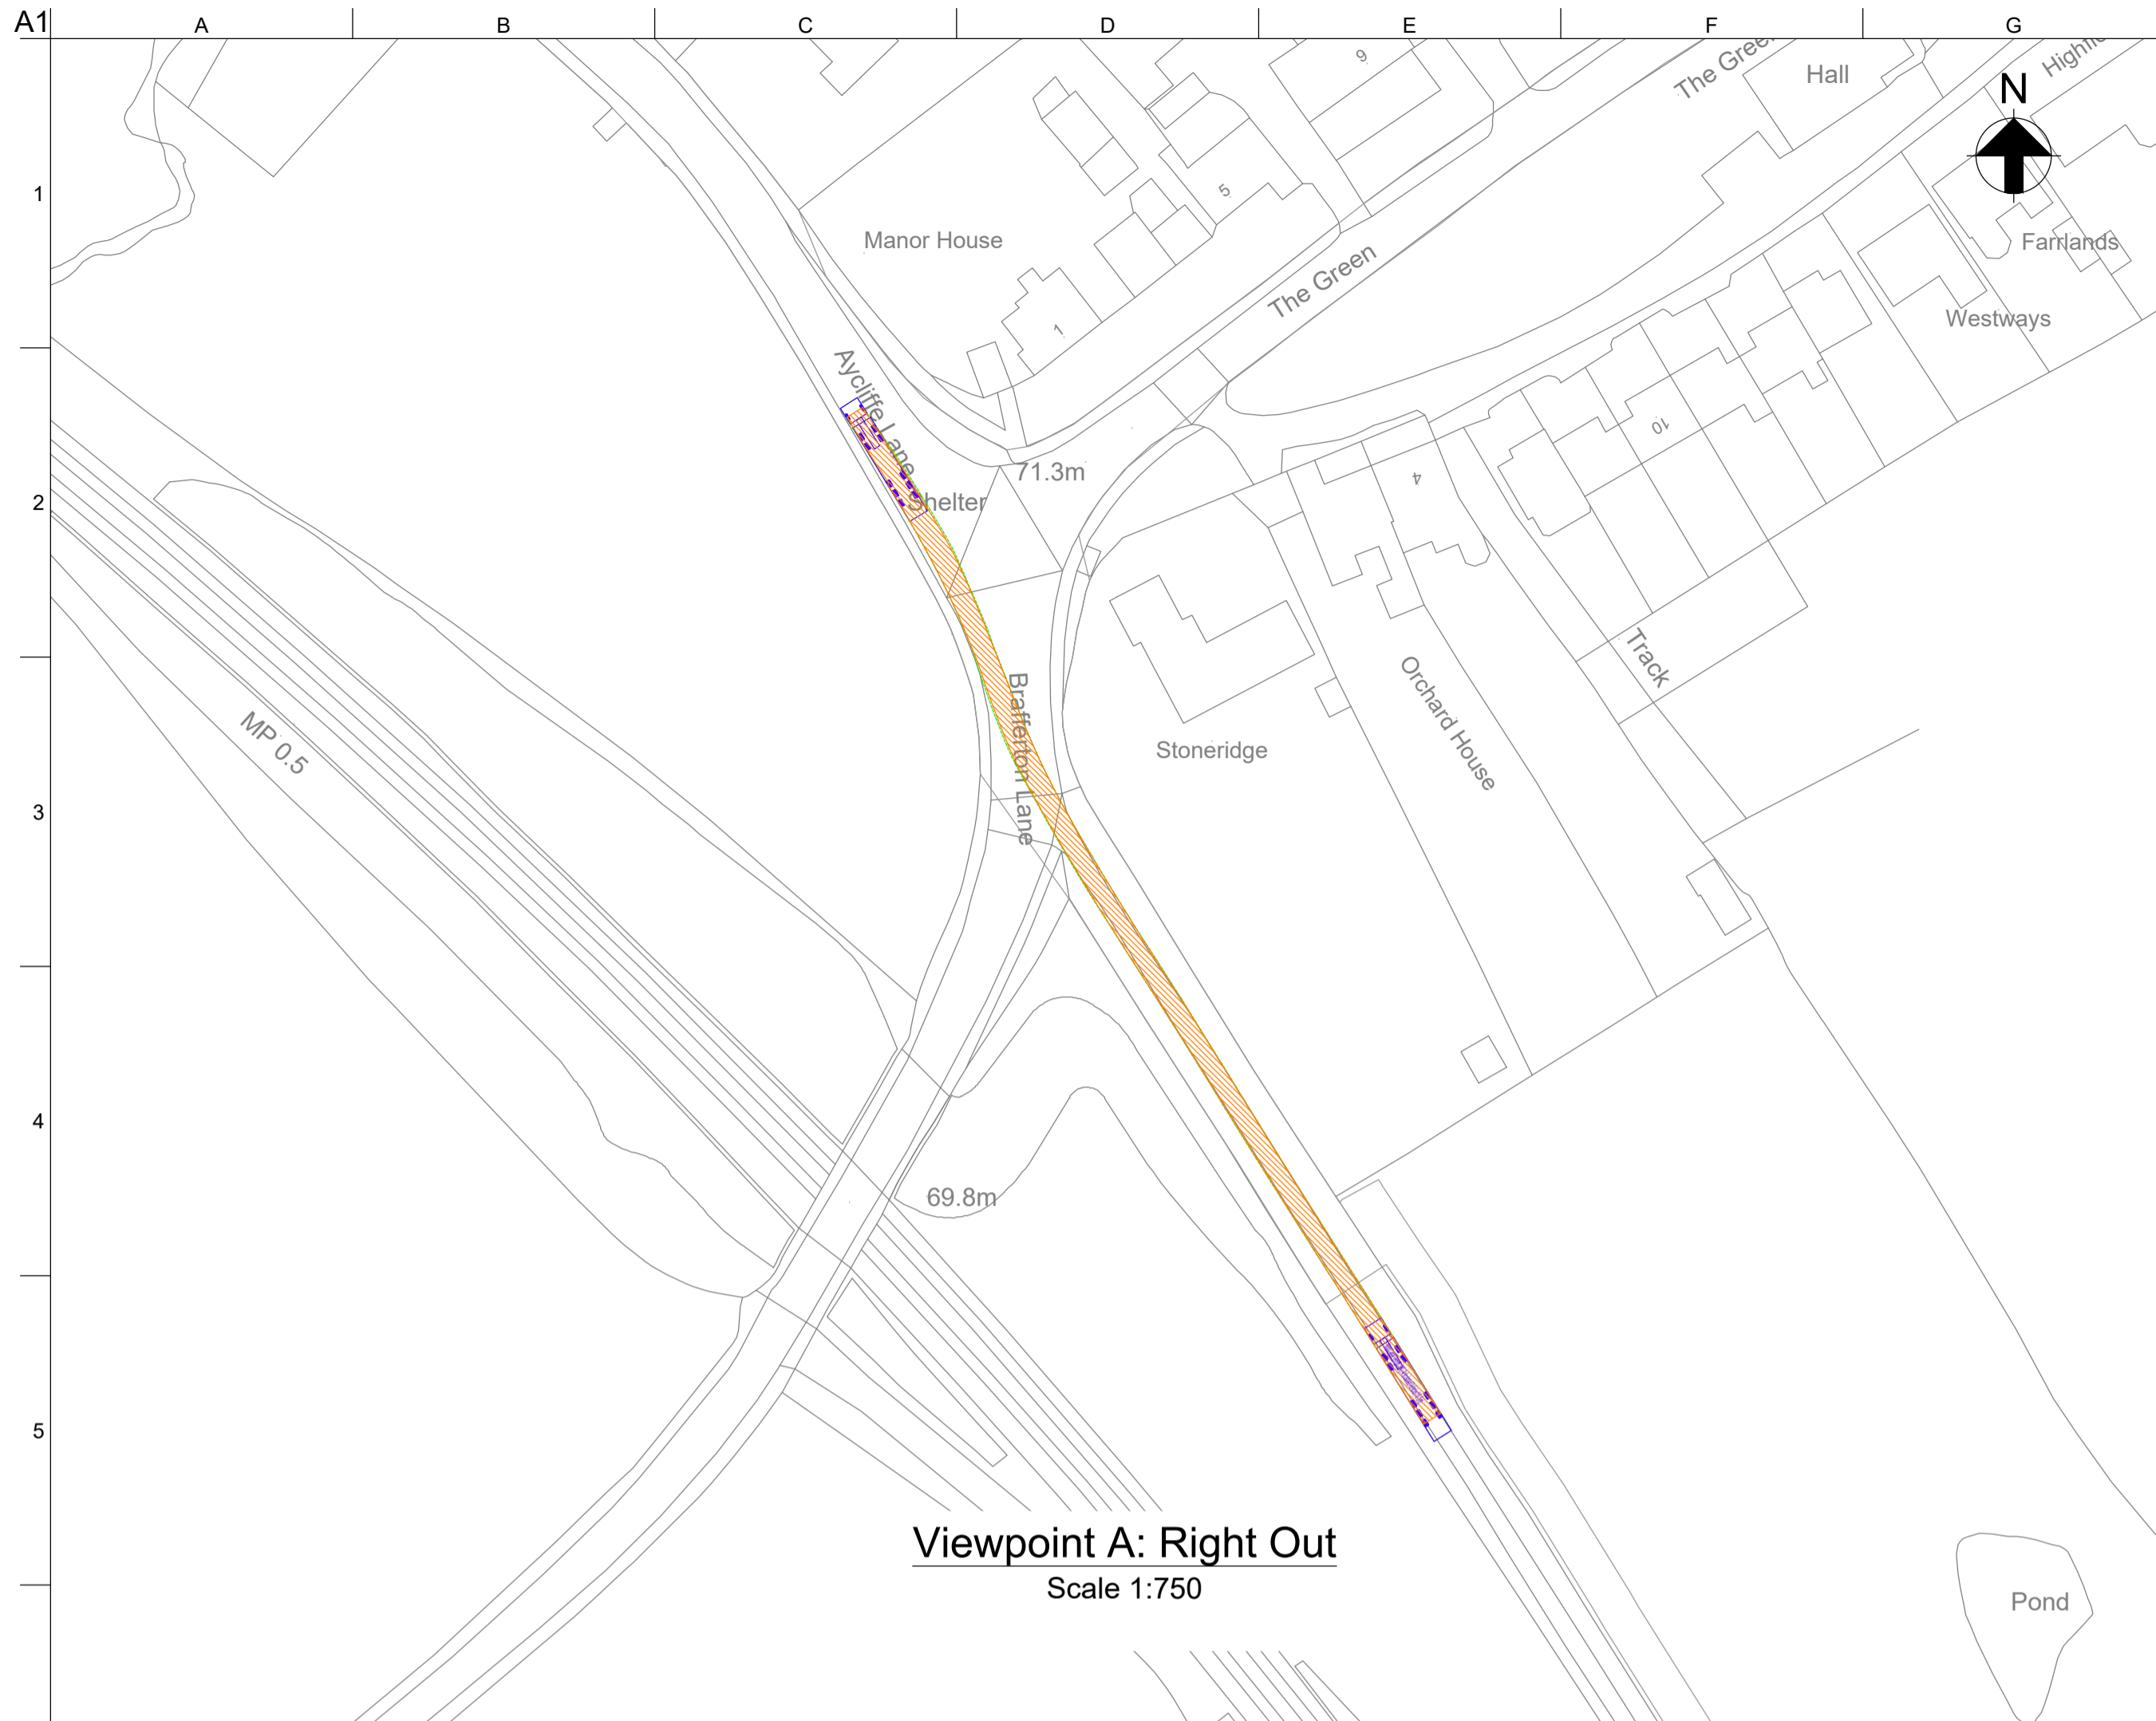 A1
A
B
C
D
E
F
G
The Green
Hall
N
9
1
5
Manor House
The Green
Farrlands
Westways
1
Aycliffe Lane
10
71.3m
4
2
Shelter
Track
Orchard House
Brafferton Lane
MP 0.5
Stoneridge
3
4
69.8m
5
Viewpoint A: Right Out
Scale 1:750
Pond